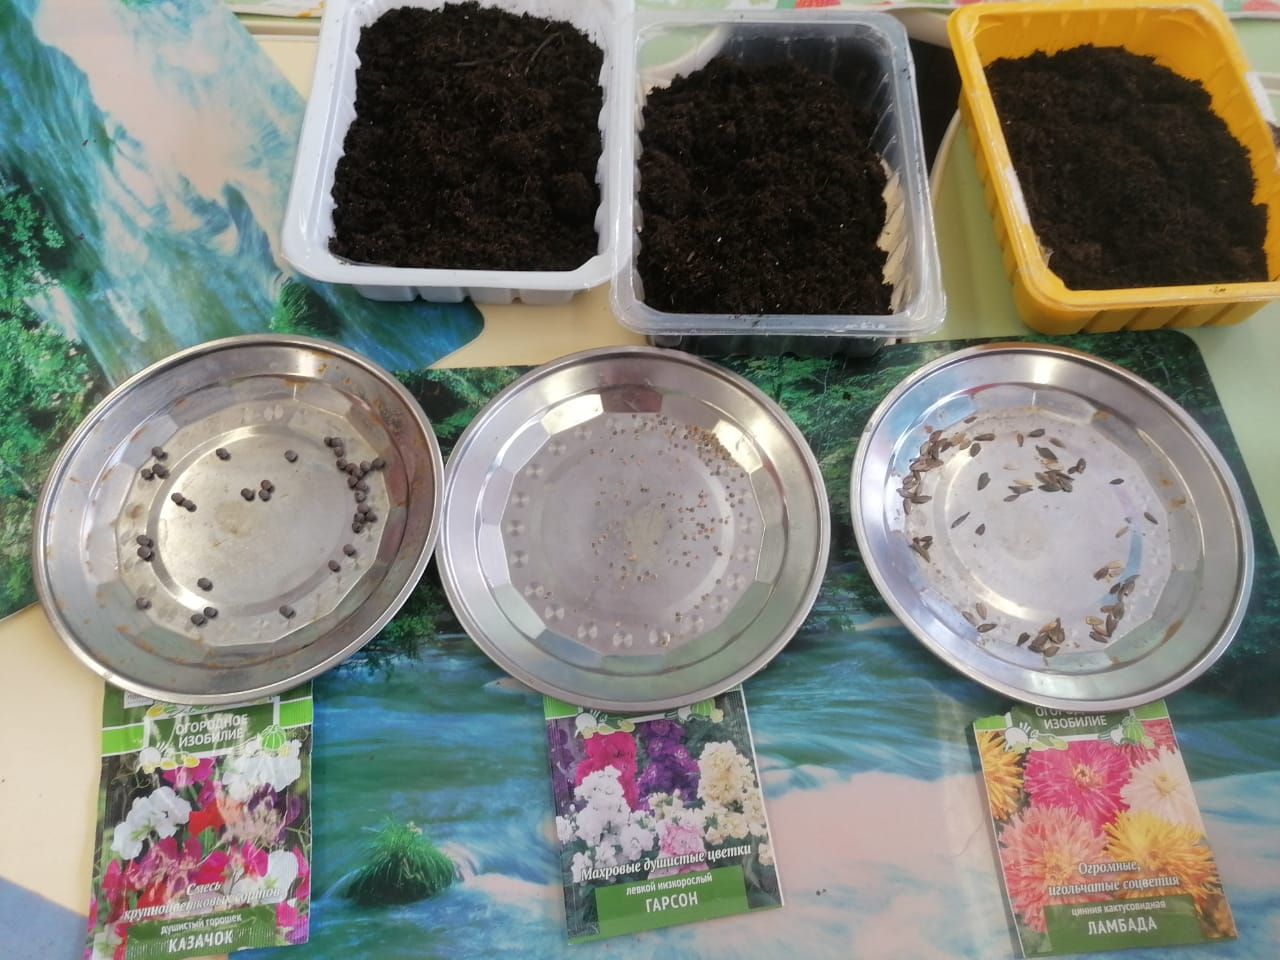 ОГОРОДНОЕ
ИЗОБИЛИЕ
Смесь
крупноцветковых сортов
душистый горошек
КАЗАЧОК
Махровые душистые цветки
левкой низкорослый
ГАРСОН
ИЗОБИЛИЕ
Огромные,
игольчатые соцветия
цинния кактусовидная
ЛАМБАДА